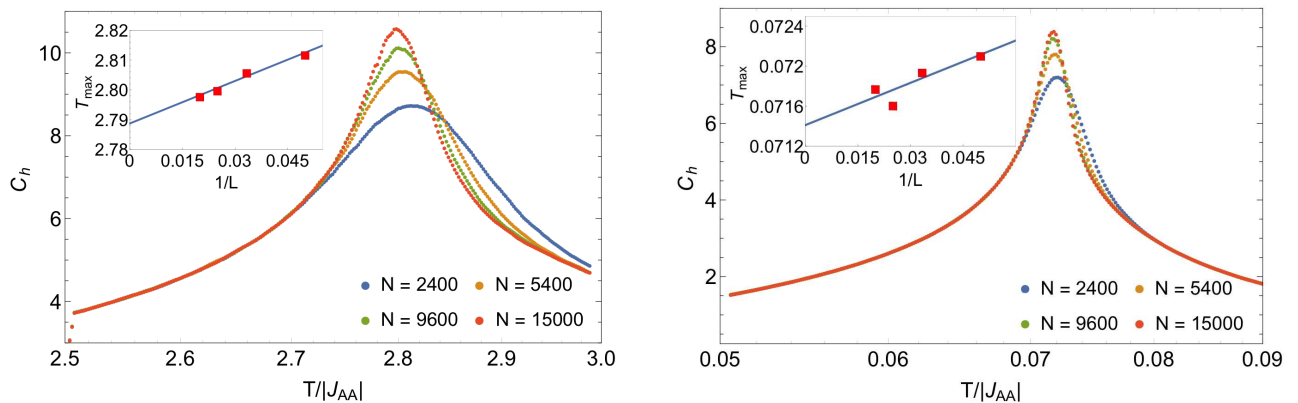 2.82
2.81
2.80
2.79
2.78
T_max
0 0.015 0.03 0.045
1/L
10
8
6
4
C_h
N = 2400 N = 5400
N = 9600 N = 15000
2.5 2.6 2.7 2.8 2.9 3.0
T/|J_AA|
0.0724
0.072
0.0716
0.0712
T_max
0 0.015 0.03 0.045
1/L
8
6
4
2
C_h
N = 2400 N = 5400
N = 9600 N = 15000
0.05 0.06 0.07 0.08 0.09
T/|J_AA|